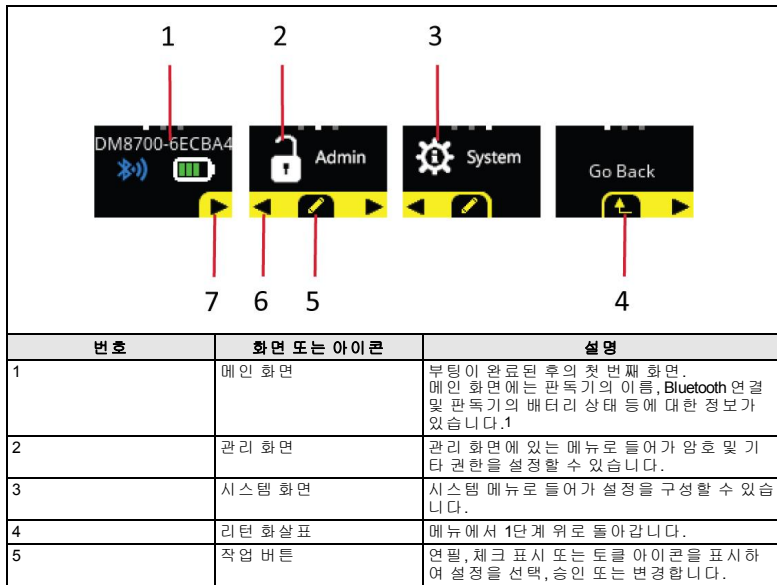 1 2 3
DM8700-6ECBA4
Admin
System
Go Back
7 6 5 4
번호 화면 또는 아이콘 설명
1 메인 화면 부팅이 완료된 후의 첫 번째 화면.
메인 화면에는 판독기의 이름, Bluetooth 연결
및 판독기의 배터리 상태 등에 대한 정보가
있습니다.1
2 관리 화면 관리 화면에 있는 메뉴로 들어가 암호 및 기
타 권한을 설정할 수 있습니다.
3 시스템 화면 시스템 메뉴로 들어가 설정을 구성할 수 있습
니다.
4 리턴 화살표 메뉴에서 1단계 위로 돌아갑니다.
5 작업 버튼 연필, 체크 표시 또는 토클 아이콘을 표시하
여 설정을 선택, 승인 또는 변경합니다.